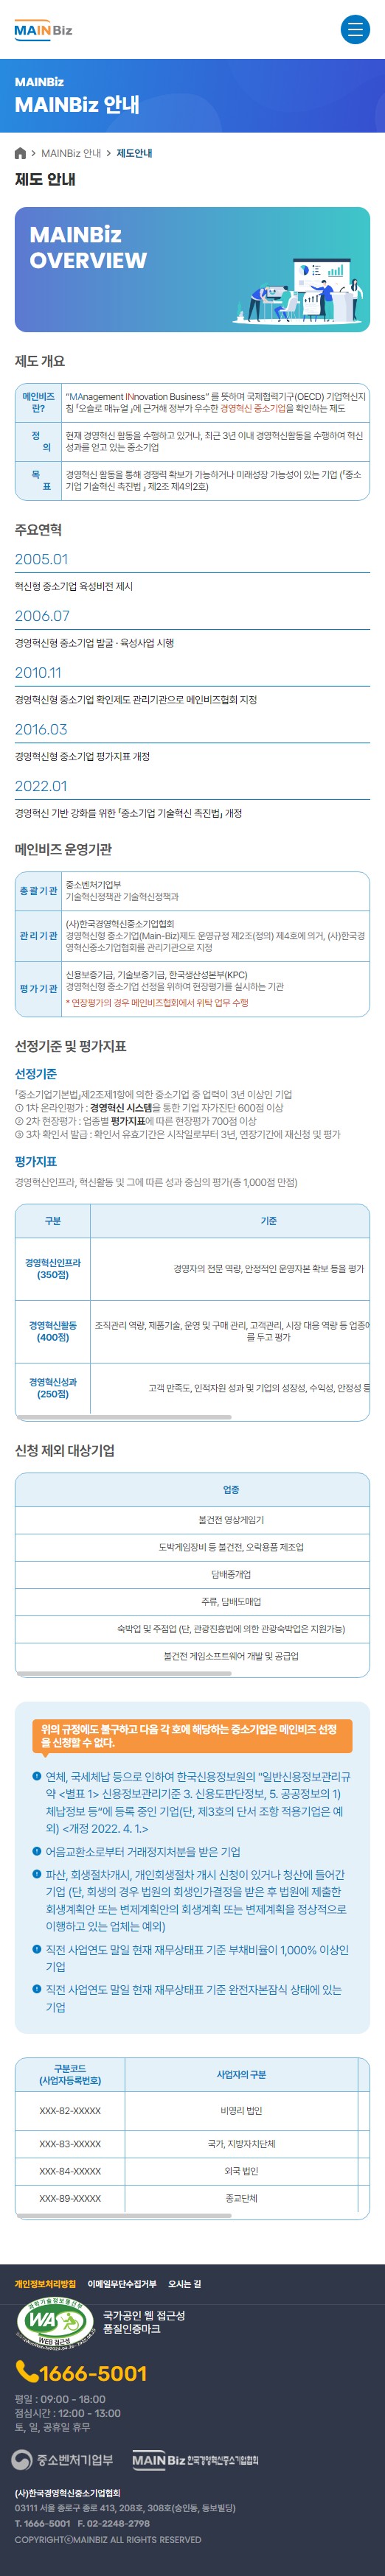 MAINBiz
MAINBiz
MAINBiz 안내
MAINBiz 안내
제도안내
제도 안내
MAINBiz
OVERVIEW
제도 개요
메인비즈란?
"MAnagement INnovation Business" 를 뜻하며 국제협력기구(OECD) 기업혁신지
침 「오슬로 매뉴얼」에 근거해 정부가 우수한 경영혁신 중소기업을 확인하는 제도
정의
현재 경영혁신 활동을 수행하고 있거나, 최근 3년 이내 경영혁신활동을 수행하여 혁신
성과를 얻고 있는 중소기업
목표
경영혁신 활동을 통해 경쟁력 확보가 가능하거나 미래성장 가능성이 있는 기업 (「중소
기업 기술혁신 촉진법 」 제2조 제4의2호)
주요연혁
2005.01
혁신형 중소기업 육성비전 제시
2006.07
경영혁신형 중소기업 발굴 · 육성사업 시행
2010.11
경영혁신형 중소기업 확인제도 관리기관으로 메인비즈협회 지정
2016.03
경영혁신형 중소기업 평가지표 개정
2022.01
경영혁신 기반 강화를 위한 「중소기업 기술혁신 촉진법」 개정
메인비즈 운영기관
총괄기관
중소벤처기업부
기술혁신정책관 기술혁신정책과
관리기관
(사)한국경영혁신중소기업협회
경영혁신형 중소기업(Main-Biz)제도 운영규정 제2조(정의) 제4호에 의거, (사)한국경
영혁신중소기업협회를 관리기관으로 지정
평가기관
신용보증기금, 기술보증기금, 한국생산성본부(KPC)
경영혁신형 중소기업 선정을 위하여 현장평가를 실시하는 기관
* 연장평가의 경우 메인비즈협회에서 위탁 업무 수행
선정기준 및 평가지표
선정기준
「중소기업기본법」제2조제1항에 의한 중소기업 중 업력이 3년 이상인 기업
① 1차 온라인평가 : 경영혁신 시스템을 통한 기업 자가진단 600점 이상
② 2차 현장평가 : 업종별 평가지표에 따른 현장평가 700점 이상
③ 3차 확인서 발급 : 확인서 유효기간은 시작일로부터 3년, 연장기간에 재신청 및 평가
평가지표
경영혁신인프라, 혁신활동 및 그에 따른 성과 중심의 평가(총 1,000점 만점)
구분
기준
경영혁신인프라
(350점)
경영자의 전문 역량, 안정적인 운영자본 확보 등을 평가
경영혁신활동
(400점)
조직관리 역량, 제품기술, 운영 및 구매 관리, 고객관리, 시장 대응 역량 등 업종에
를 두고 평가
경영혁신성과
(250점)
고객 만족도, 인적자원 성과 및 기업의 성장성, 수익성, 안정성 등
신청 제외 대상기업
업종
불건전 영상게임기
도박게임장비 등 불건전, 오락용품 제조업
담배중개업
주류, 담배도매업
숙박업 및 주점업 (단, 관광진흥법에 의한 관광숙박업은 지원가능)
불건전 게임소프트웨어 개발 및 공급업
위의 규정에도 불구하고 다음 각 호에 해당하는 중소기업은 메인비즈 선정
을 신청할 수 없다.
연체, 국세체납 등으로 인하여 한국신용정보원의 "일반신용정보관리규
약 <별표 1> 신용정보관리기준 3. 신용도판단정보, 5. 공공정보의 1)
체납정보 등"에 등록 중인 기업(단, 제3호의 단서 조항 적용기업은 예
외) <개정 2022. 4. 1.>
어음교환소로부터 거래정지처분을 받은 기업
파산, 회생절차개시, 개인회생절차 개시 신청이 있거나 청산에 들어간
기업 (단, 회생의 경우 법원의 회생인가결정을 받은 후 법원에 제출한
회생계획안 또는 변제계획안의 회생계획 또는 변제계획을 정상적으로
이행하고 있는 업체는 예외)
직전 사업연도 말일 현재 재무상태표 기준 부채비율이 1,000% 이상인
기업
직전 사업연도 말일 현재 재무상태표 기준 완전자본잠식 상태에 있는
기업
구분코드
(사업자등록번호)
사업자의 구분
XXX-82-XXXXX
비영리 법인
XXX-83-XXXXX
국가, 지방자치단체
XXX-84-XXXXX
외국 법인
XXX-89-XXXXX
종교단체
개인정보처리방침
이메일무단수집거부
오시는 길
과학기술정보통신부
WA
WEB 접근성
국가공인 웹 접근성
품질인증마크
1666-5001
평일 : 09:00 - 18:00
점심시간 : 12:00 - 13:00
토, 일, 공휴일 휴무
중소벤처기업부
MAINBiz 한국경영혁신중소기업협회
(사)한국경영혁신중소기업협회
03111 서울 종로구 종로 413, 208호, 308호(숭인동, 동보빌딩)
T. 1666-5001 F. 02-2248-2798
COPYRIGHTⓒMAINBIZ ALL RIGHTS RESERVED